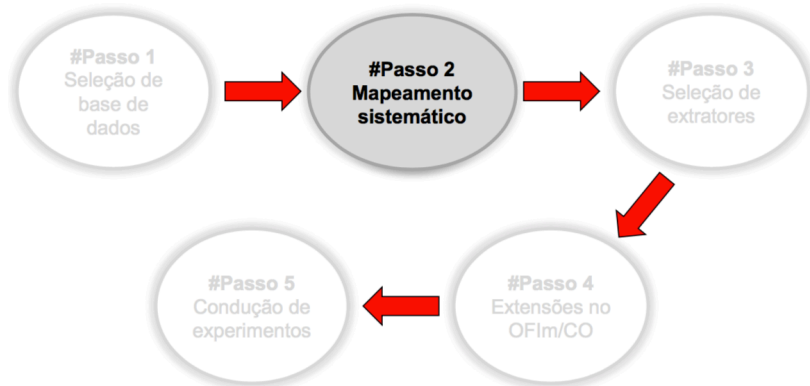 #Passo 1
Seleção de
base de
dados
#Passo 2
Mapeamento
sistemático
#Passo 3
Seleção de
extratores
#Passo 4
Extensões no
OFIm/CO
#Passo 5
Condução de
experimentos